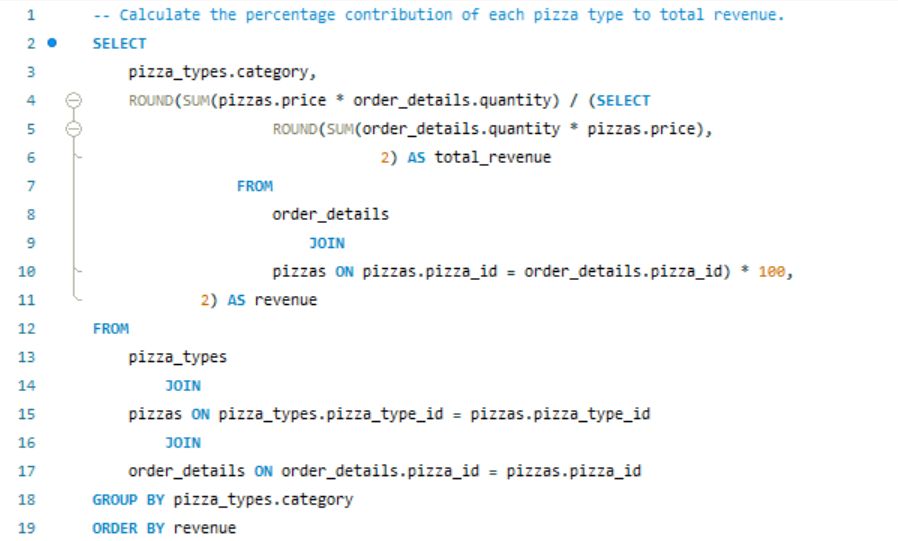 1 -- Calculate the percentage contribution of each pizza type to total revenue.
2 SELECT
3 pizza_types.category,
4 ROUND(SUM(pizzas.price * order_details.quantity) / (SELECT
5 ROUND(SUM(order_details.quantity * pizzas.price),
6 2) AS total_revenue
7 FROM
8 order_details
9 JOIN
10 pizzas ON pizzas.pizza_id = order_details.pizza_id) * 100,
11 2) AS revenue
12 FROM
13 pizza_types
14 JOIN
15 pizzas ON pizza_types.pizza_type_id = pizzas.pizza_type_id
16 JOIN
17 order_details ON order_details.pizza_id = pizzas.pizza_id
18 GROUP BY pizza_types.category
19 ORDER BY revenue